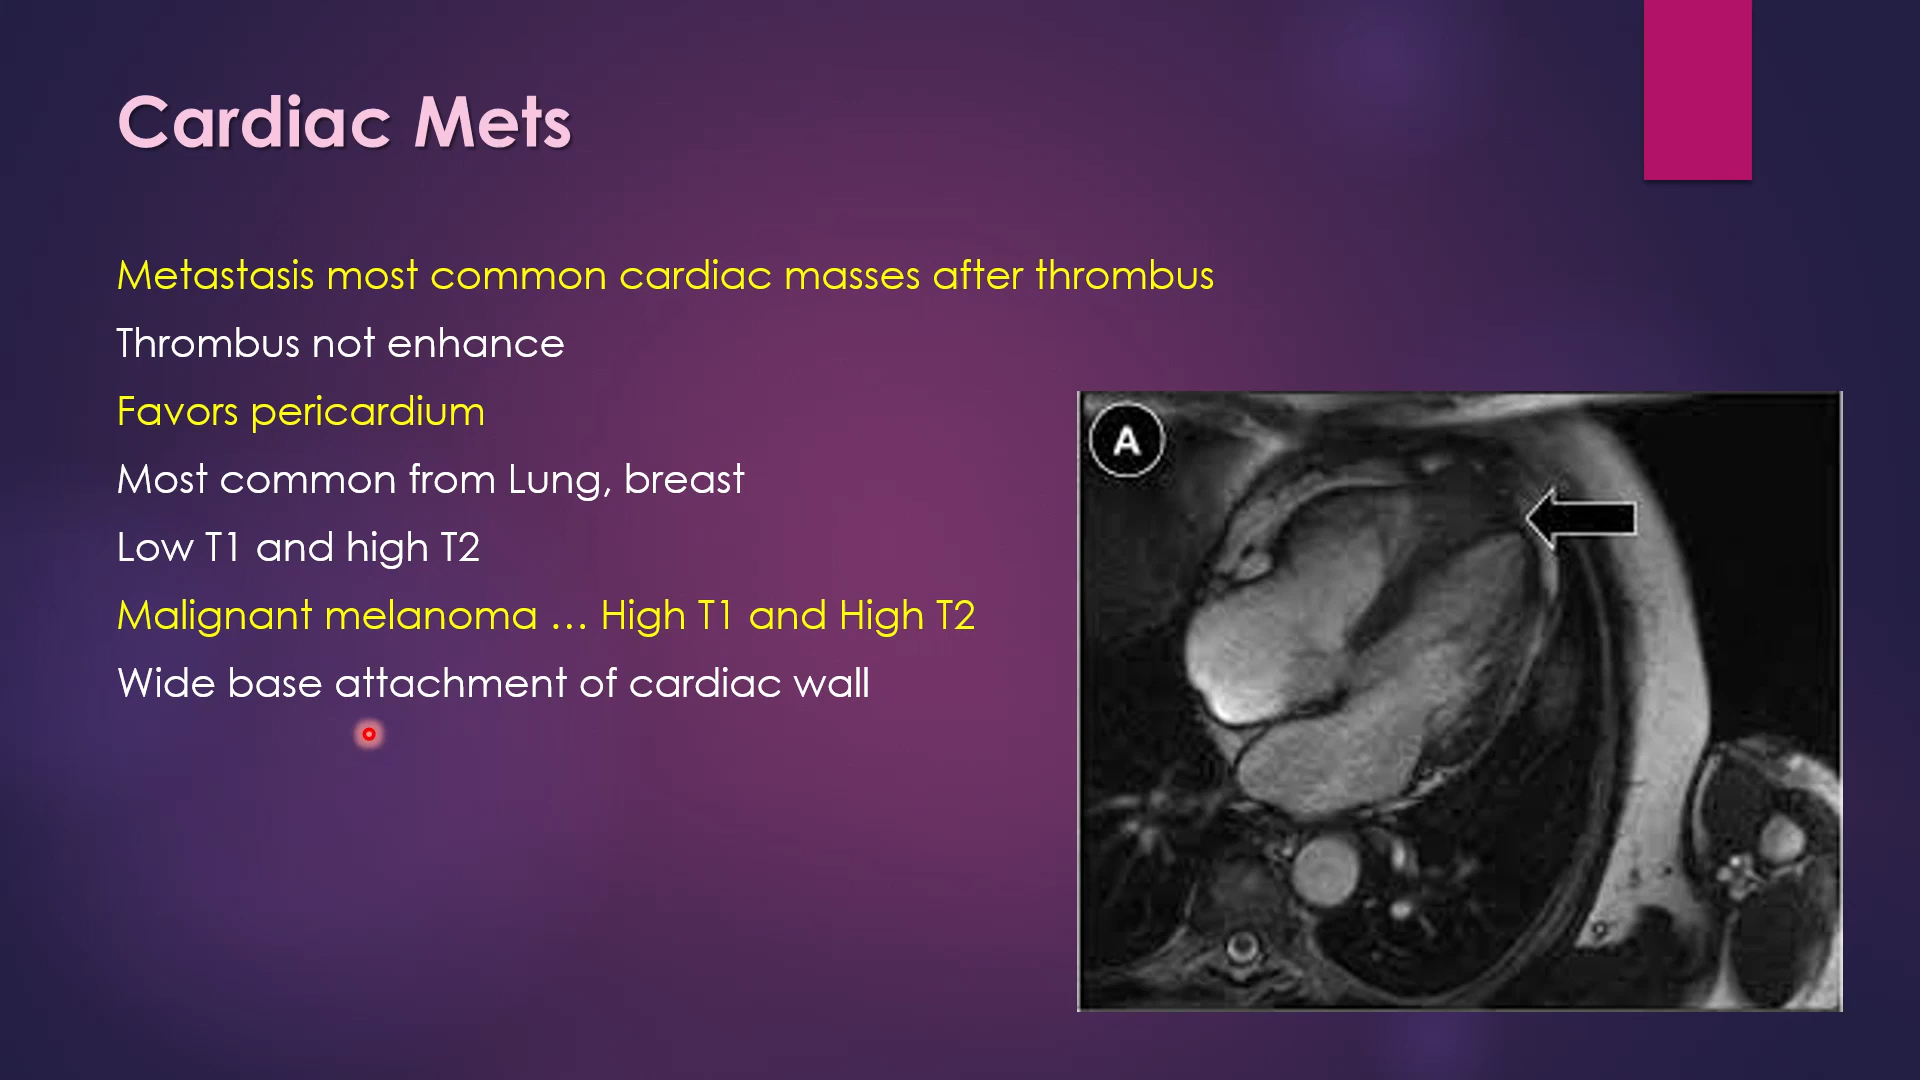 Cardiac Mets
Metastasis most common cardiac masses after thrombus
Thrombus not enhance
Favors pericardium
Most common from Lung, breast
Low T1 and high T2
Malignant melanoma … High T1 and High T2
Wide base attachment of cardiac wall
A